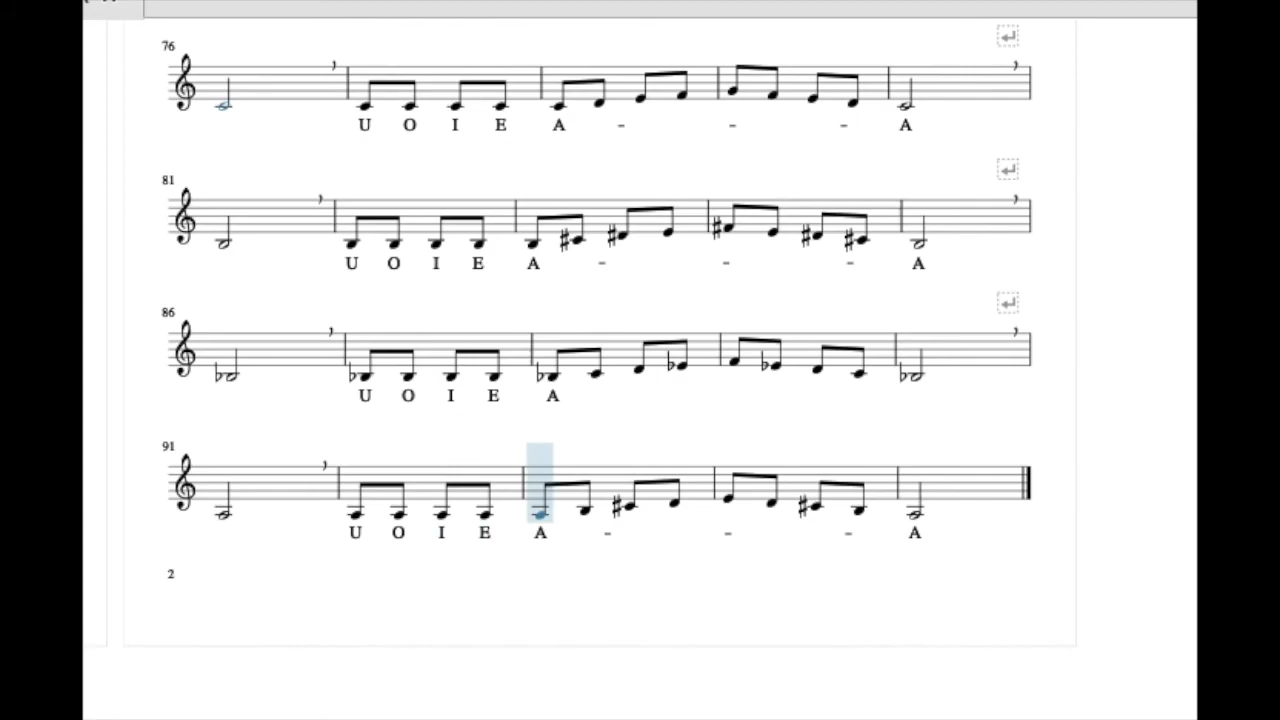 76
U O I E A - - - A
81
U O I E A - - - A
86
U O I E A
91
U O I E A - - - A
2